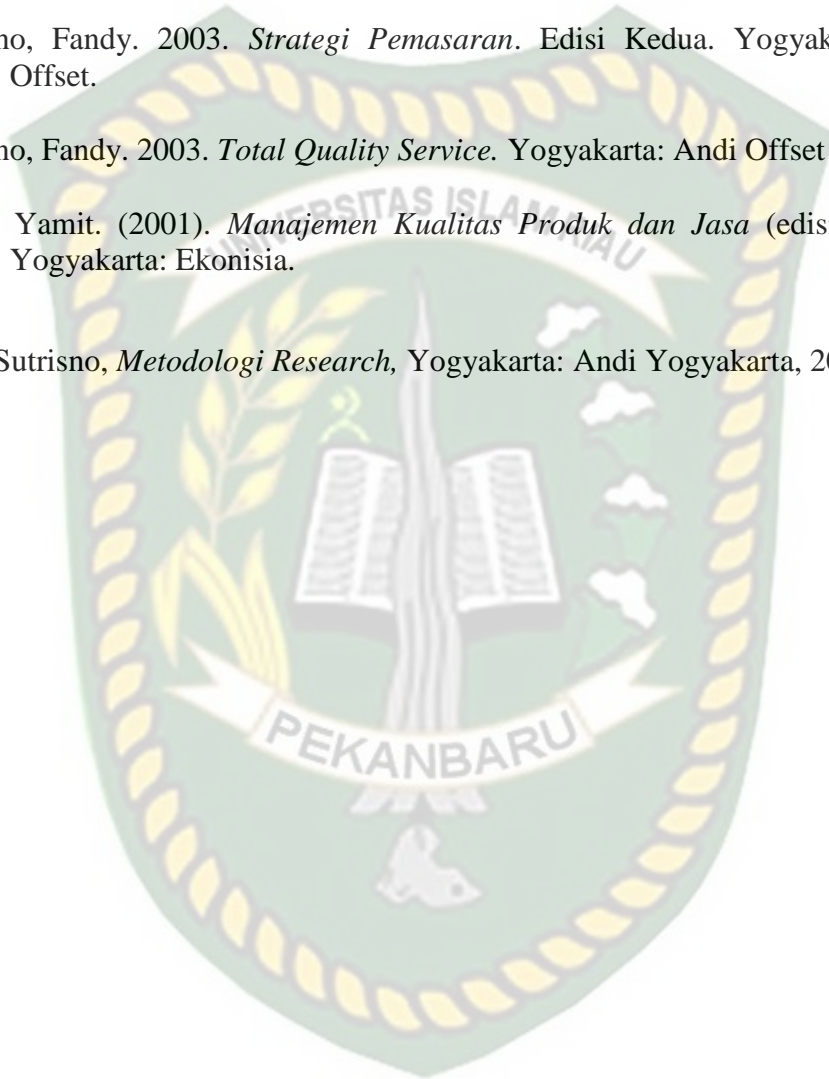 no, Fandy. 2003. Strategi Pemasaran. Edisi Kedua. Yogyak
Offset.
no, Fandy. 2003. Total Quality Service. Yogyakarta: Andi Offset
Yamit. (2001). Manajemen Kualitas Produk dan Jasa (edisi
Yogyakarta: Ekonisia.
UNIVERSITAS ISLAM RIAU
Sutrisno, Metodologi Research, Yogyakarta: Andi Yogyakarta, 20
PEKANBARU